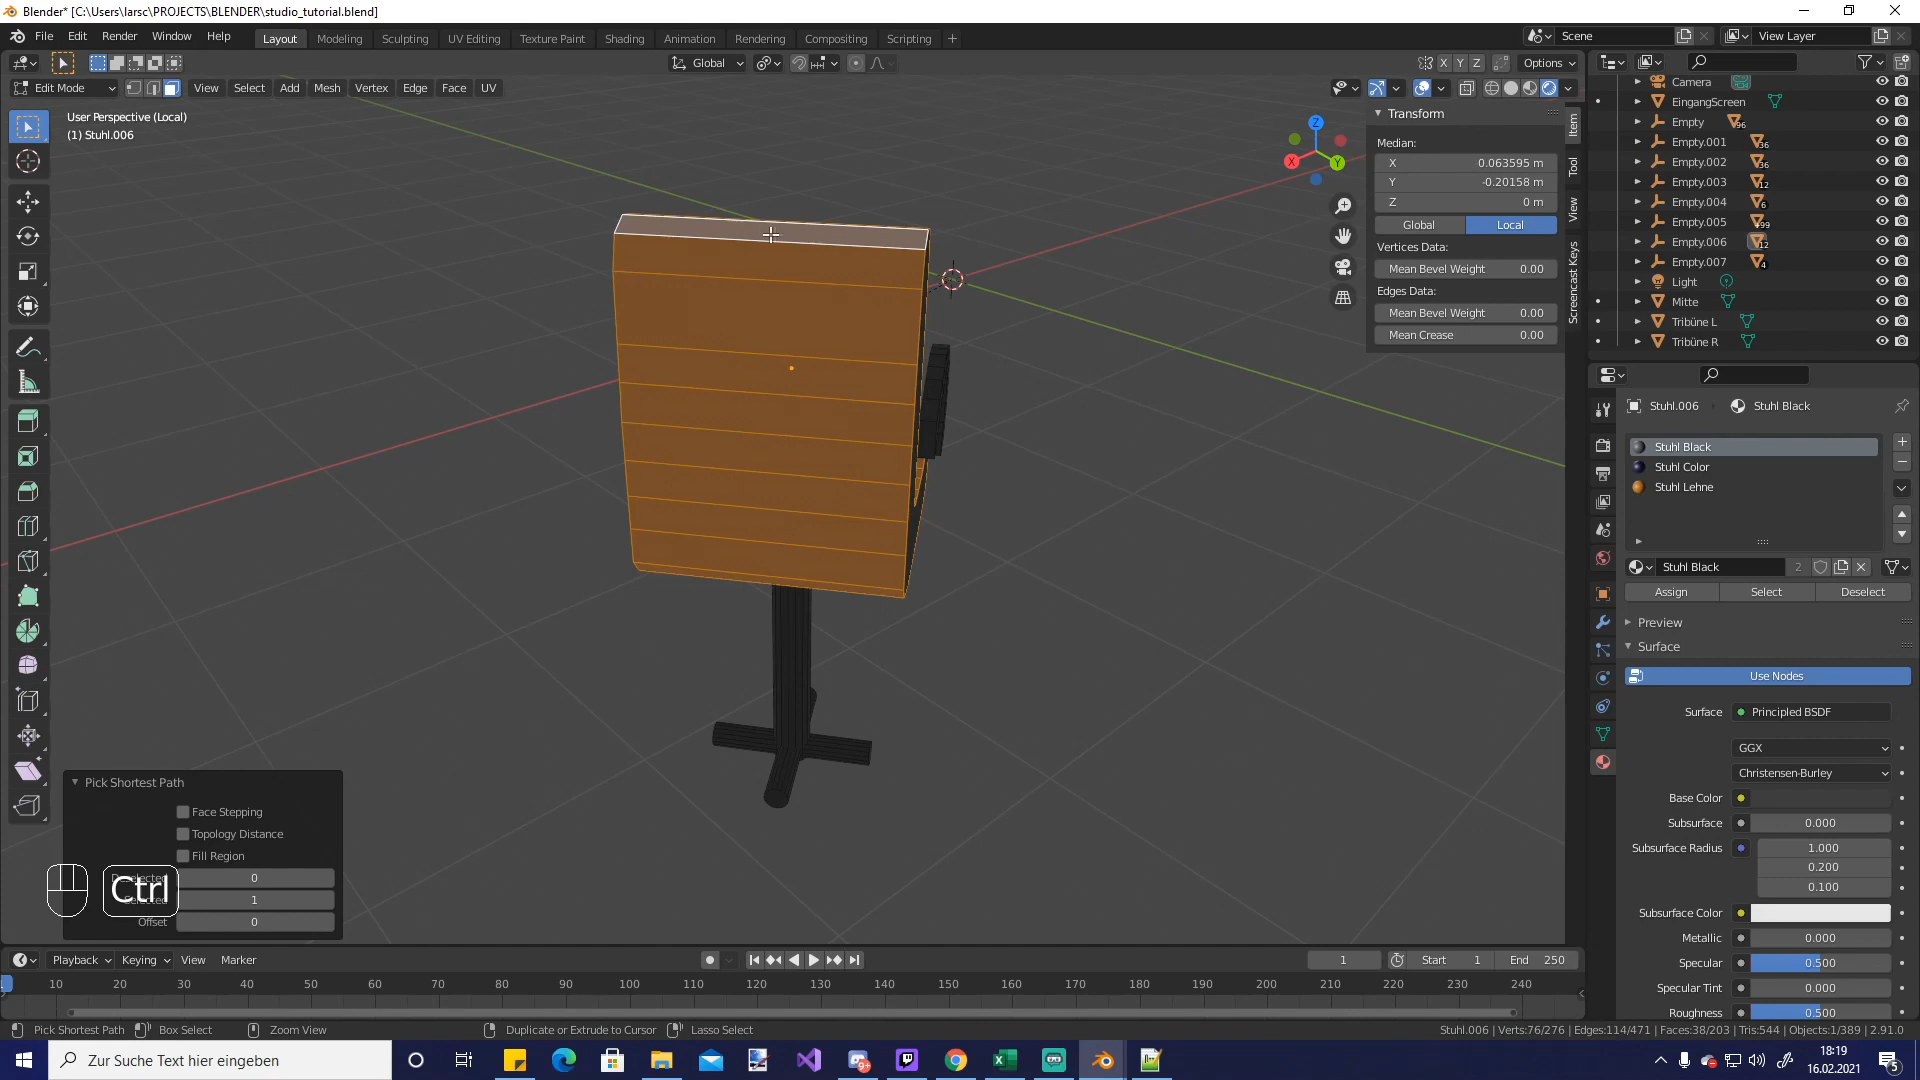 Blender* [C:\Users\larsc\PROJECTS\BLENDER\studio_tutorial.blend]
File Edit Render Window Help
Layout Modeling Sculpting UV Editing Texture Paint Shading Animation Rendering Compositing Scripting +
Scene View Layer
Global X Y Z Options
Edit Mode View Select Add Mesh Vertex Edge Face UV
User Perspective (Local)
(1) Stuhl.006
Z
X Y
Transform
Median:
X 0.063595 m
Y -0.20158 m
Z 0 m
Global Local
Vertices Data:
Mean Bevel Weight 0.00
Edges Data:
Mean Bevel Weight 0.00
Mean Crease 0.00
Item
Tool
View
Screencast Keys
Camera
EingangScreen
Empty 96
Empty.001 36
Empty.002 36
Empty.003 12
Empty.004 6
Empty.005 +99
Empty.006 12
Empty.007 4
Light
Mitte
Tribüne L
Tribüne R
Stuhl.006 Stuhl Black
Stuhl Black
Stuhl Color
Stuhl Lehne
Stuhl Black 2
Assign Select Deselect
Preview
Surface
Use Nodes
Surface Principled BSDF
GGX
Christensen-Burley
Base Color
Subsurface 0.000
Subsurface Radius 1.000
0.200
0.100
Subsurface Color
Metallic 0.000
Specular 0.500
Specular Tint 0.000
Roughness 0.500
Pick Shortest Path
Face Stepping
Topology Distance
Fill Region
0
1
Offset 0
Ctrl
Playback Keying View Marker
1 Start 1 End 250
10 20 30 40 50 60 70 80 90 100 110 120 130 140 150 160 170 180 190 200 210 220 230 240
Pick Shortest Path Box Select Zoom View Duplicate or Extrude to Cursor Lasso Select
Stuhl.006 | Verts:76/276 | Edges:114/471 | Faces:38/203 | Tris:544 | Objects:1/389 | 2.91.0
Zur Suche Text hier eingeben
9+
18:19
16.02.2021
5